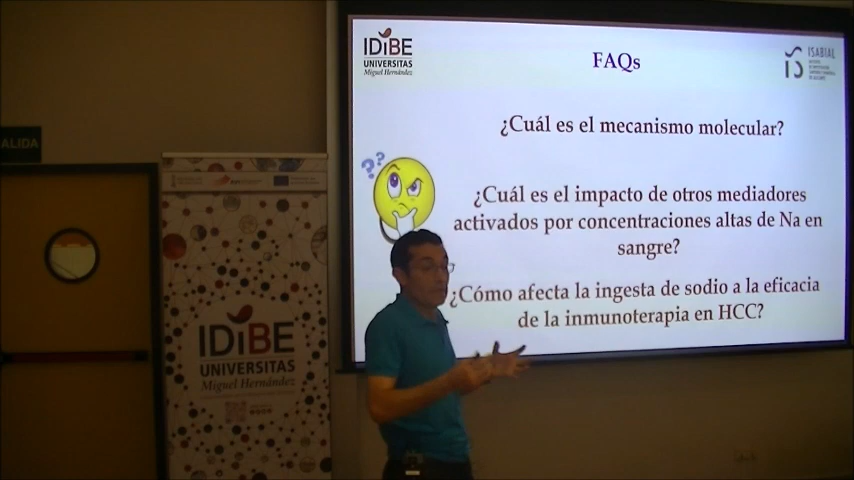 IDiBE
UNIVERSITAS
Miguel Hernández
FAQs
ISABIAL
¿Cuál es el mecanismo molecular?
??
¿Cuál es el impacto de otros mediadores
activados por concentraciones altas de Na en
sangre?
¿Cómo afecta la ingesta de sodio a la eficacia
de la inmunoterapia en HCC?
ALIDA
IDiBE
UNIVERSITAS
Miguel Hernández